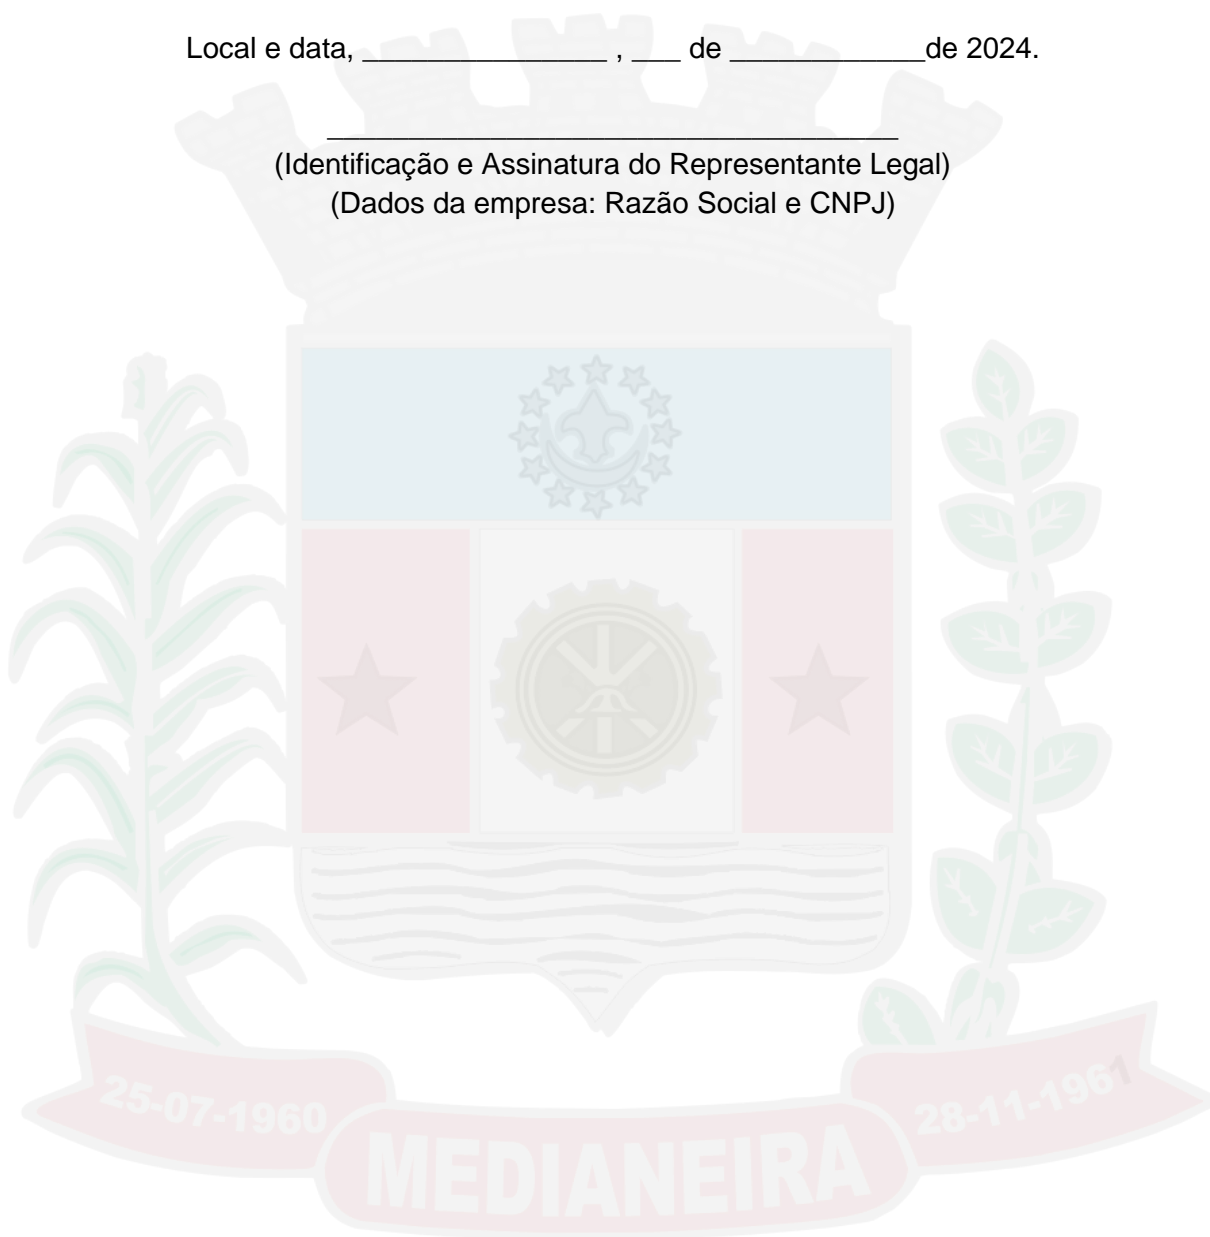 Local e data, _______________ , ___ de ____________de 2024.
___________________________________
(Identificação e Assinatura do Representante Legal)
(Dados da empresa: Razão Social e CNPJ)
25-07-1960
28-11-1961
MEDIANEIRA